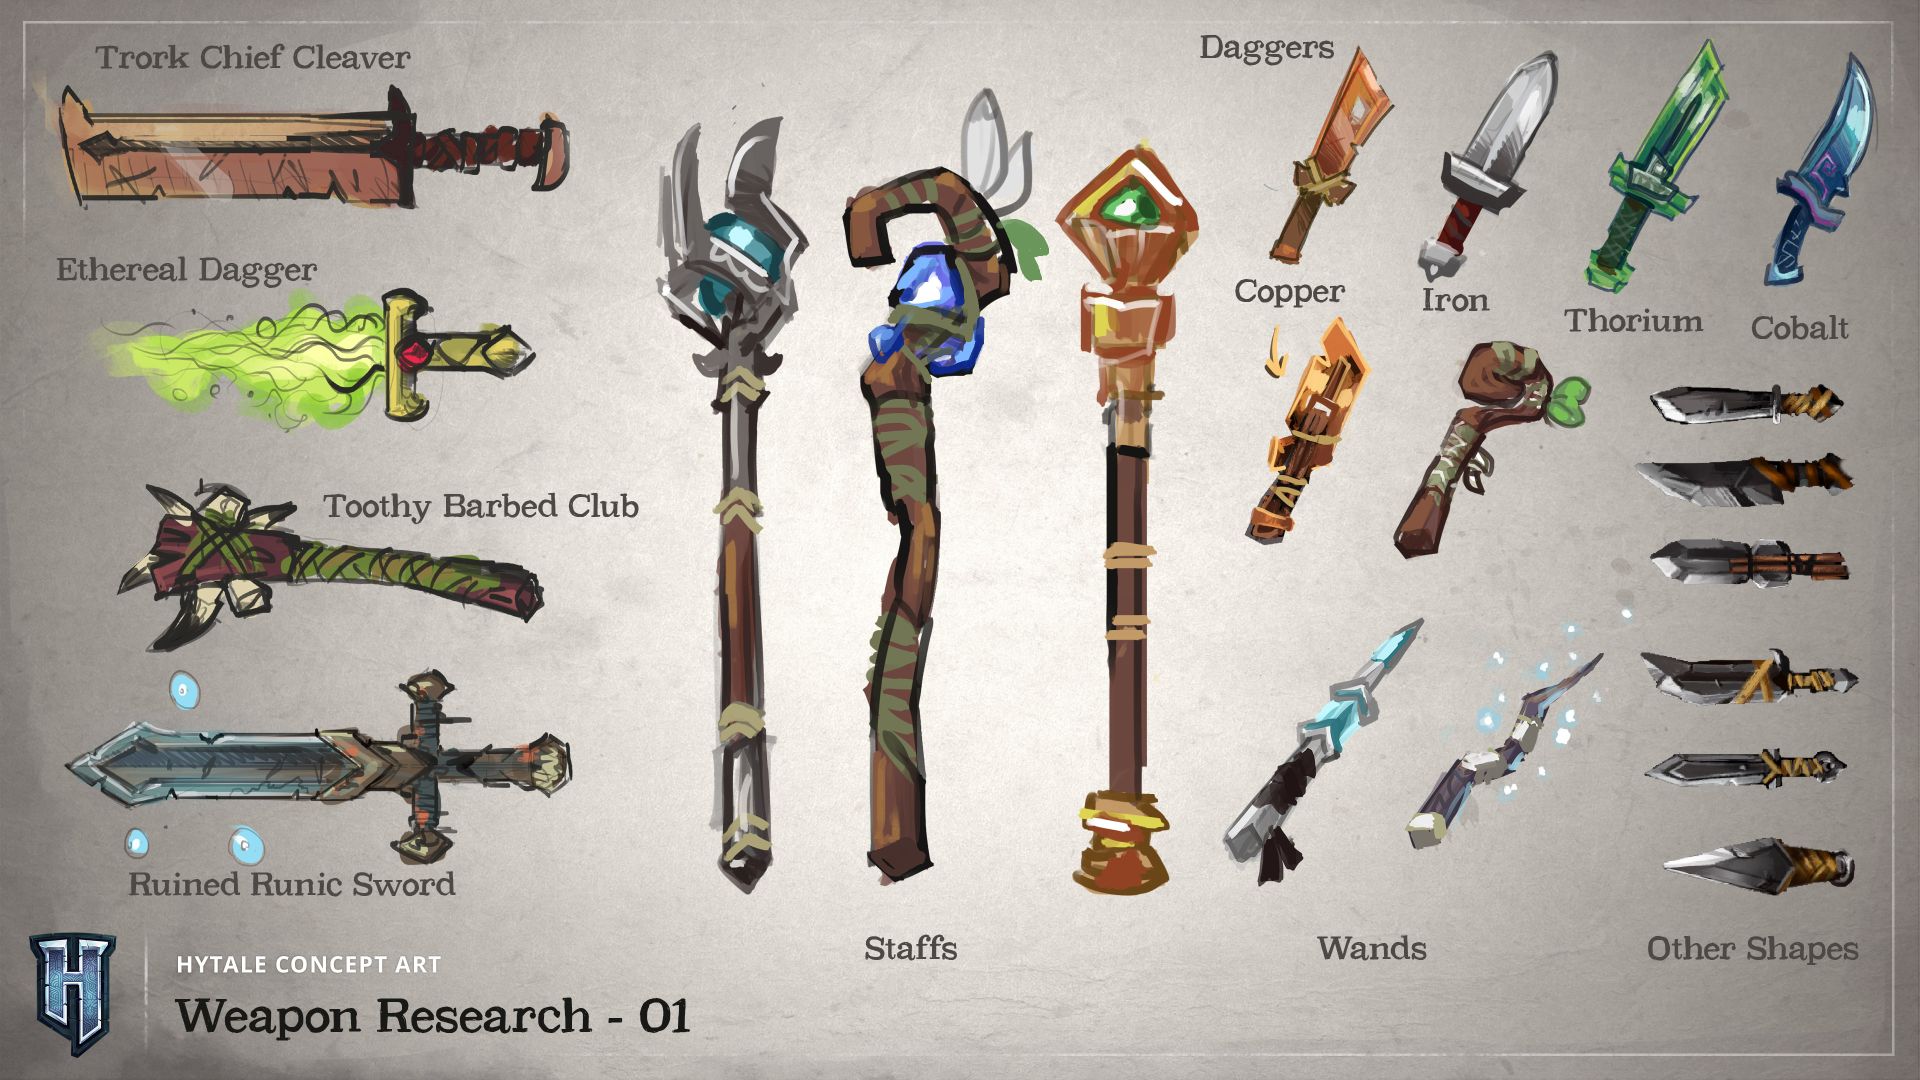 Trork Chief Cleaver
Ethereal Dagger
Toothy Barbed Club
Ruined Runic Sword
Staffs
Daggers
Copper
Iron
Thorium
Cobalt
Wands
Other Shapes
H
HYTALE CONCEPT ART
Weapon Research - 01